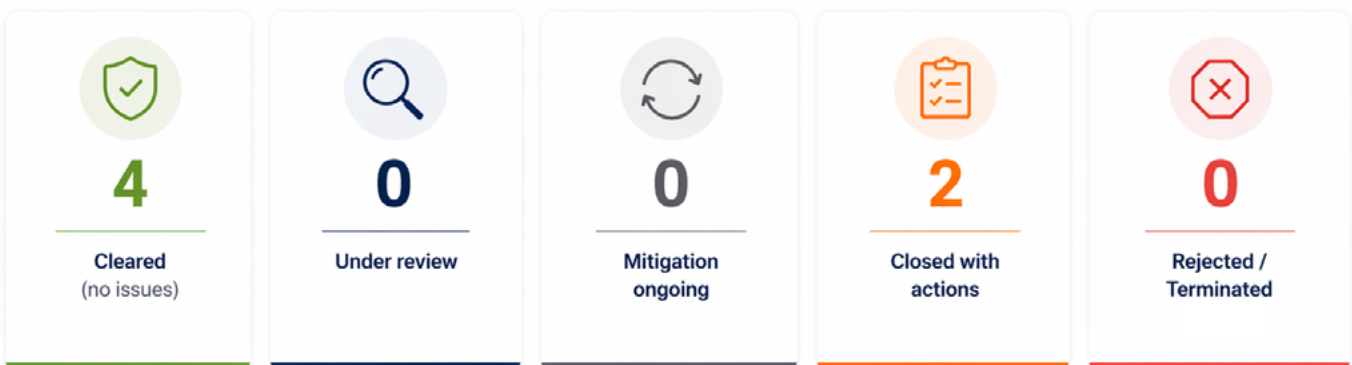 4
Cleared
(no issues)
0
Under review
0
Mitigation
ongoing
2
Closed with
actions
0
Rejected /
Terminated